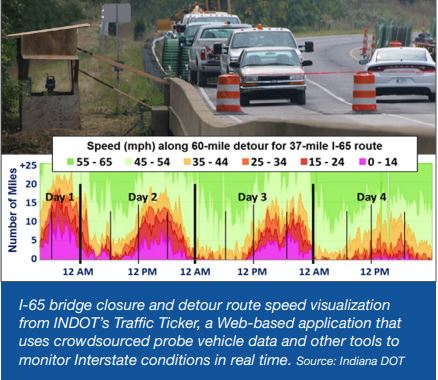 Speed (mph) along 60-mile detour for 37-mile I-65 route
55 - 65 45 - 54 35 - 44 25 - 34 15 - 24 0 - 14
Number of Miles
+25
20
15
10
5
0
Day 1 Day 2 Day 3 Day 4
12 AM 12 PM 12 AM 12 PM 12 AM 12 PM
I-65 bridge closure and detour route speed visualization
from INDOT’s Traffic Ticker, a Web-based application that
uses crowdsourced probe vehicle data and other tools to
monitor Interstate conditions in real time. Source: Indiana DOT